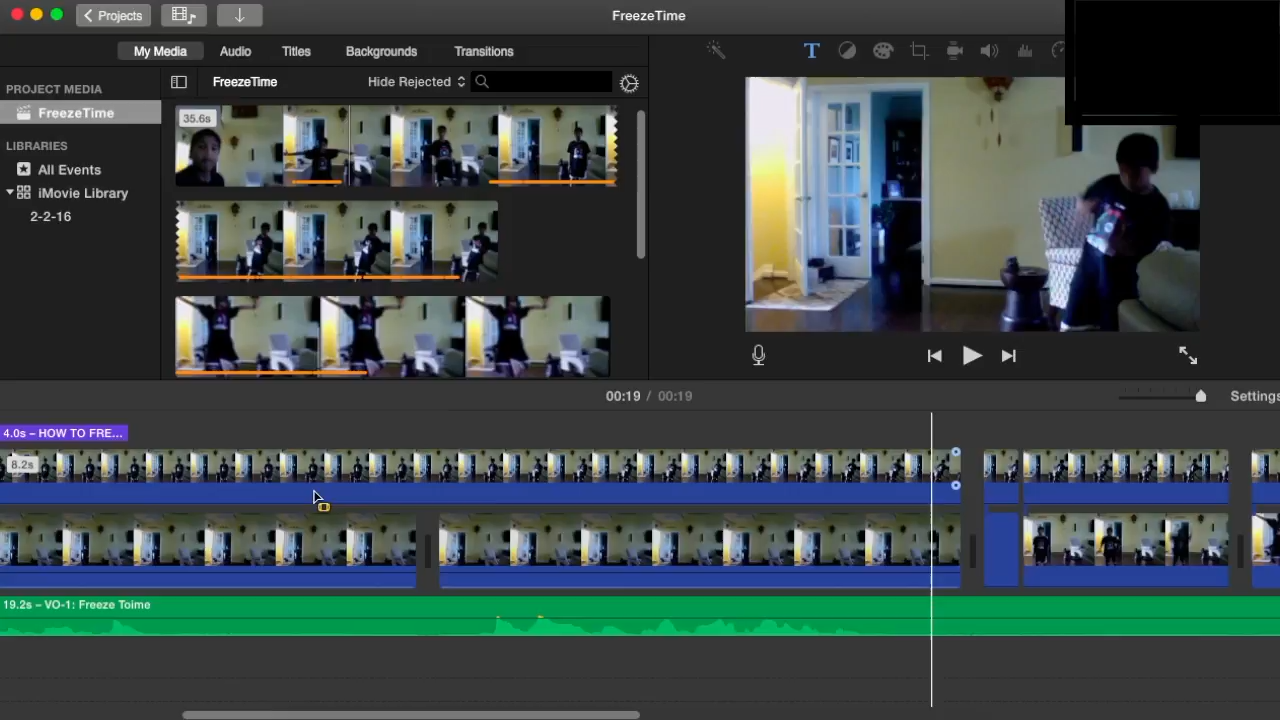 Projects
FreezeTime
My Media Audio Titles Backgrounds Transitions
T
PROJECT MEDIA
FreezeTime
LIBRARIES
All Events
iMovie Library
2-2-16
FreezeTime
Hide Rejected
35.6s
00:19 / 00:19
Settings
4.0s – HOW TO FRE...
8.2s
19.2s – VO-1: Freeze Toime